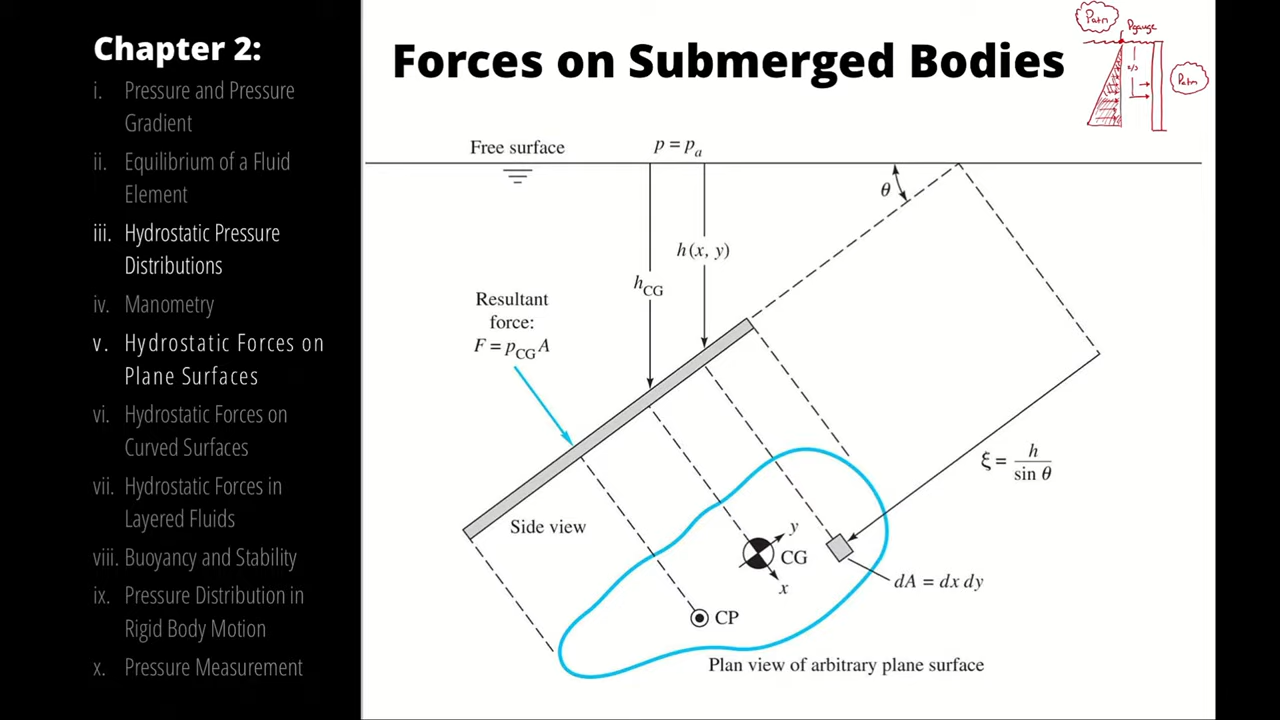 Chapter 2:
i. Pressure and Pressure
Gradient
ii. Equilibrium of a Fluid
Element
iii. Hydrostatic Pressure
Distributions
iv. Manometry
v. Hydrostatic Forces on
Plane Surfaces
vi. Hydrostatic Forces on
Curved Surfaces
vii. Hydrostatic Forces in
Layered Fluids
viii. Buoyancy and Stability
ix. Pressure Distribution in
Rigid Body Motion
x. Pressure Measurement
Forces on Submerged Bodies
Patm
Pgauge
Patm
Free surface
p = pa
θ
h(x, y)
hCG
Resultant
force:
F = pCG A
ξ = h / sin θ
Side view
y
CG
x
dA = dx dy
CP
Plan view of arbitrary plane surface